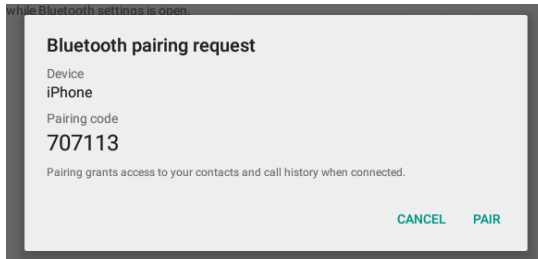 while Bluetooth settings is open.
Bluetooth pairing request
Device
iPhone
Pairing code
707113
Pairing grants access to your contacts and call history when connected.
CANCEL PAIR